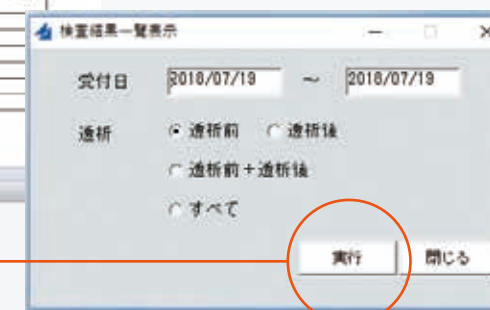 検査結果一覧表示
受付日 2018/07/19 ～ 2018/07/19
透析 透析前 透析後
透析前＋透析後
すべて
実行 閉じる